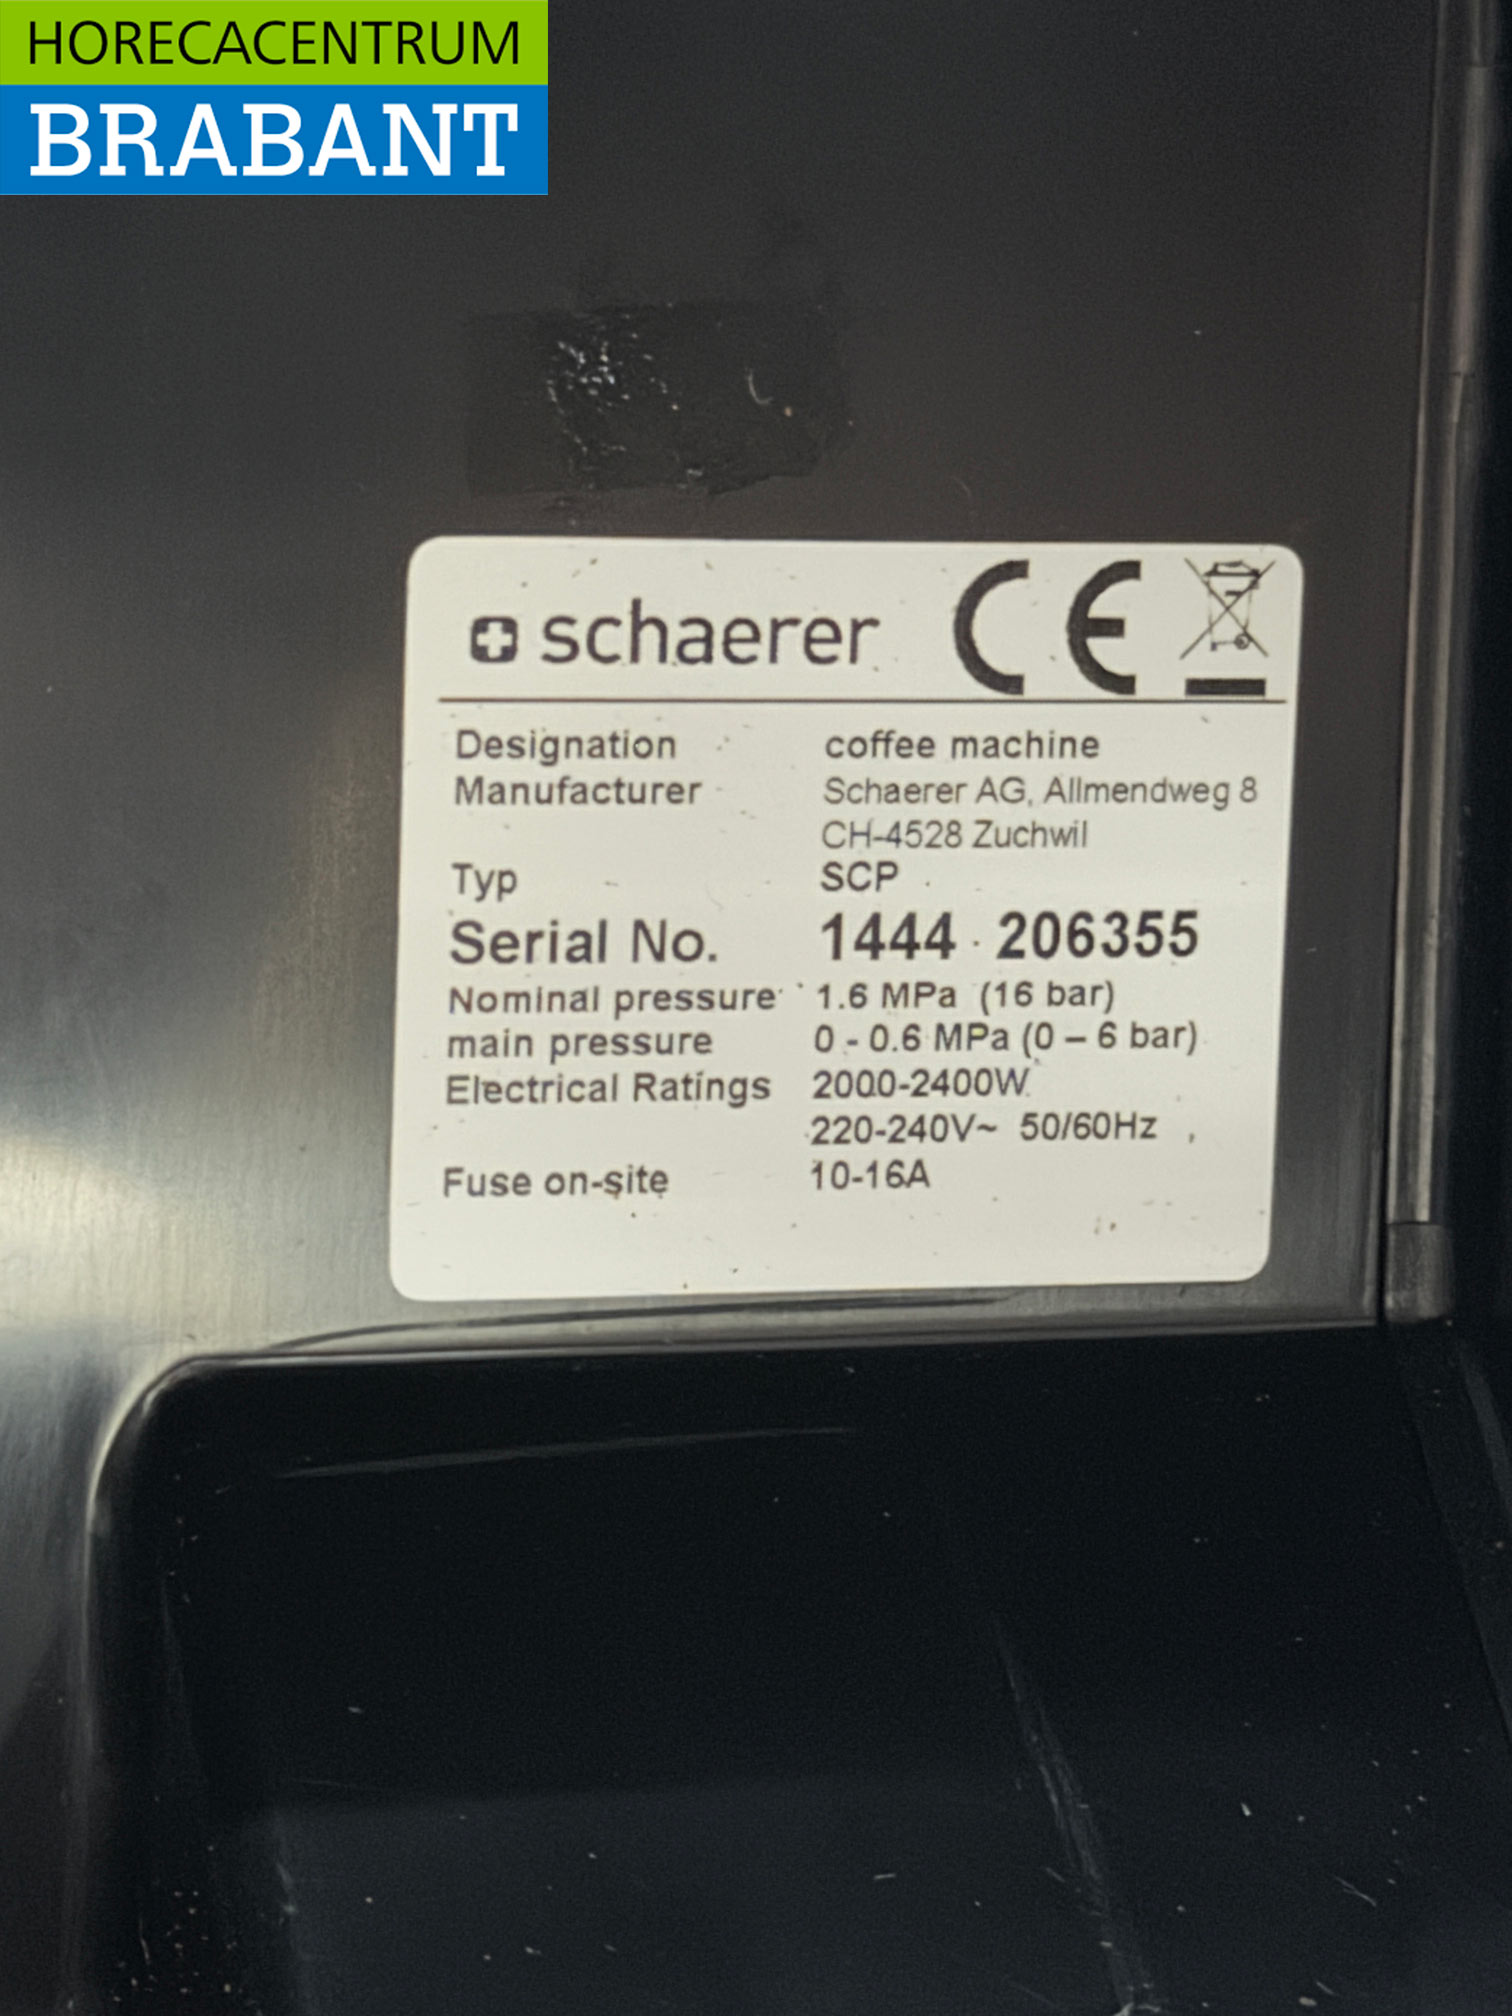 HORECACENTRUM
BRABANT
schaerer CE
Designation coffee machine
Manufacturer Schaerer AG, Allmendweg 8
CH-4528 Zuchwil
Typ SCP
Serial No. 1444 206355
Nominal pressure 1.6 MPa (16 bar)
main pressure 0 - 0.6 MPa (0 – 6 bar)
Electrical Ratings 2000-2400W
220-240V~ 50/60Hz
Fuse on-site 10-16A